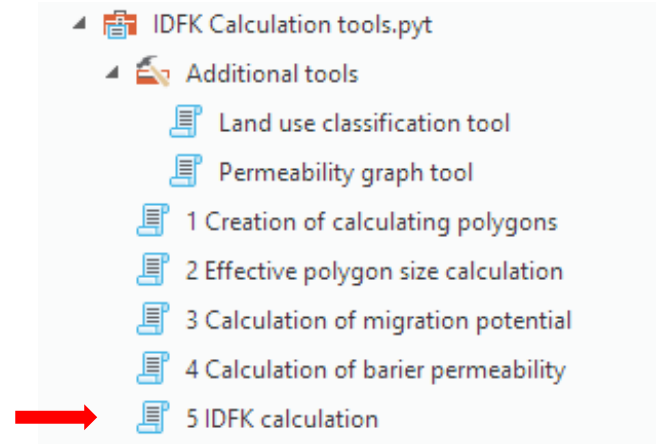 IDFK Calculation tools.pyt
Additional tools
Land use classification tool
Permeability graph tool
1 Creation of calculating polygons
2 Effective polygon size calculation
3 Calculation of migration potential
4 Calculation of barier permeability
5 IDFK calculation